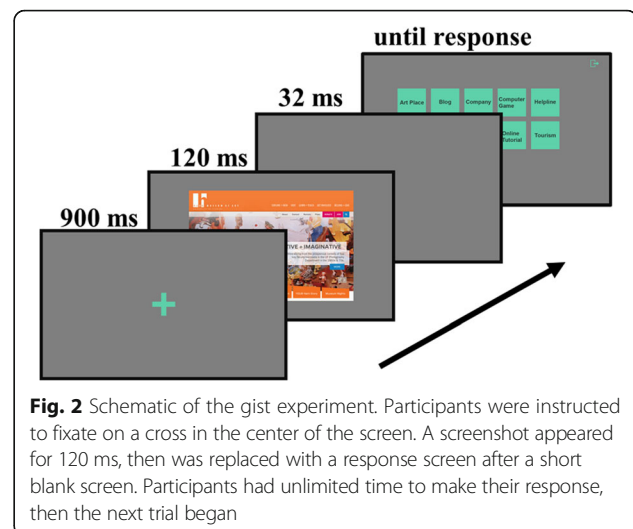 until response
Art Place Blog Company Computer Game Helpline
Online Tutorial Tourism
32 ms
120 ms
MUSEUM OF ART
TIVE + IMAGINATIVE
900 ms
Fig. 2 Schematic of the gist experiment. Participants were instructed
to fixate on a cross in the center of the screen. A screenshot appeared
for 120 ms, then was replaced with a response screen after a short
blank screen. Participants had unlimited time to make their response,
then the next trial began